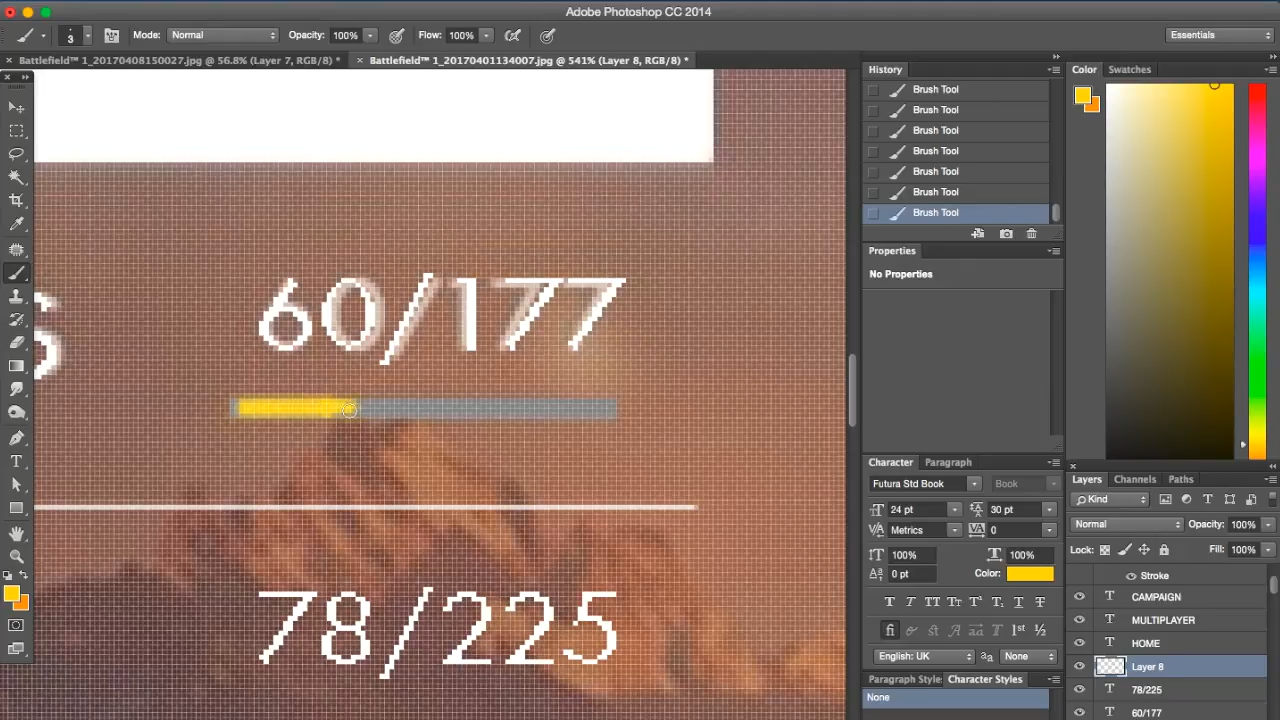 Adobe Photoshop CC 2014
3
Mode: Normal
Opacity: 100%
Flow: 100%
Essentials
Battlefield™ 1_20170408150027.jpg @ 56.8% (Layer 7, RGB/8) *
Battlefield™ 1_20170401134007.jpg @ 541% (Layer 8, RGB/8) *
History
Brush Tool
Brush Tool
Brush Tool
Brush Tool
Brush Tool
Brush Tool
Brush Tool
Properties
No Properties
Color
Swatches
60/177
78/225
Character
Paragraph
Futura Std Book
Book
24 pt
30 pt
Metrics
0
100%
100%
0 pt
Color:
fi
1st
½
English: UK
aa
None
Paragraph Style
Character Styles
None
Layers
Channels
Paths
Kind
Normal
Opacity: 100%
Lock:
Fill: 100%
Stroke
CAMPAIGN
MULTIPLAYER
HOME
Layer 8
78/225
60/177